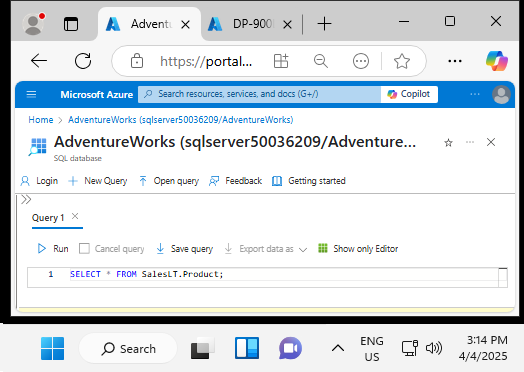 Adventu
DP-900
https://portal...
Microsoft Azure
Search resources, services, and docs (G+/)
Copilot
Home > AdventureWorks (sqlserver50036209/AdventureWorks)
AdventureWorks (sqlserver50036209/Adventure...
SQL database
Login
+ New Query
Open query
Feedback
Getting started
Query 1
Run
Cancel query
Save query
Export data as
Show only Editor
1 SELECT * FROM SalesLT.Product;
Search
ENG
US
3:14 PM
4/4/2025